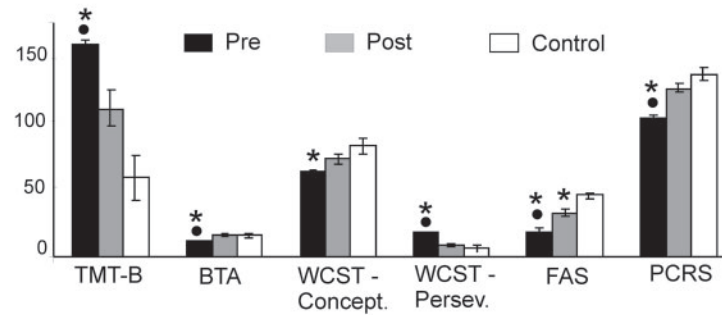 Pre Post Control
150
100
50
0
* * * * * * *
TMT-B BTA WCST - WCST - FAS PCRS
Concept. Persev.